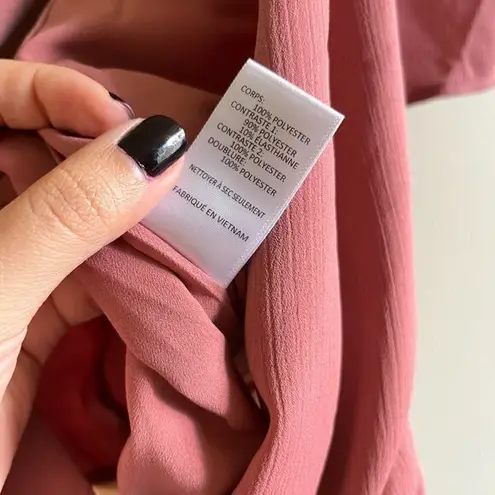 CORPS:
100% POLYESTER
CONTRASTE 1:
90% POLYESTER
10% ÉLASTHANNE
CONTRASTE 2:
100% POLYESTER
DOUBLURE:
100% POLYESTER
NETTOYER À SEC SEULEMENT
FABRIQUÉ EN VIETNAM